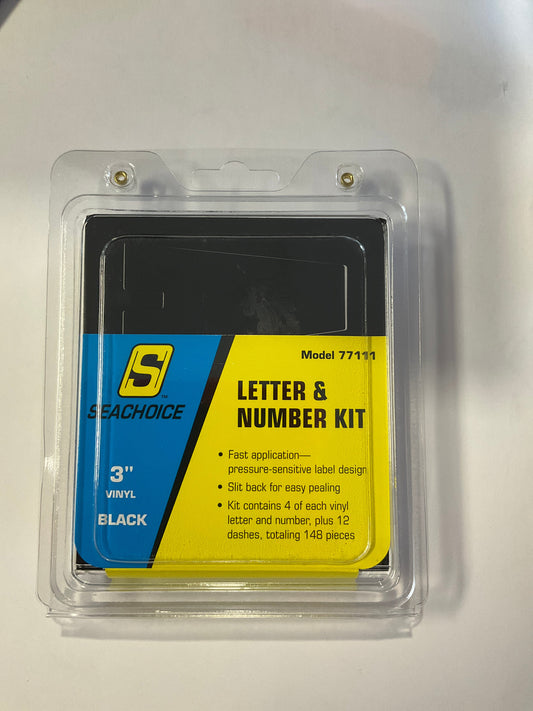 Model 77111
S
SEACHOICE™
LETTER &
NUMBER KIT
3"
VINYL
BLACK
• Fast application—
pressure-sensitive label design
• Slit back for easy pealing
• Kit contains 4 of each vinyl
letter and number, plus 12
dashes, totaling 148 pieces